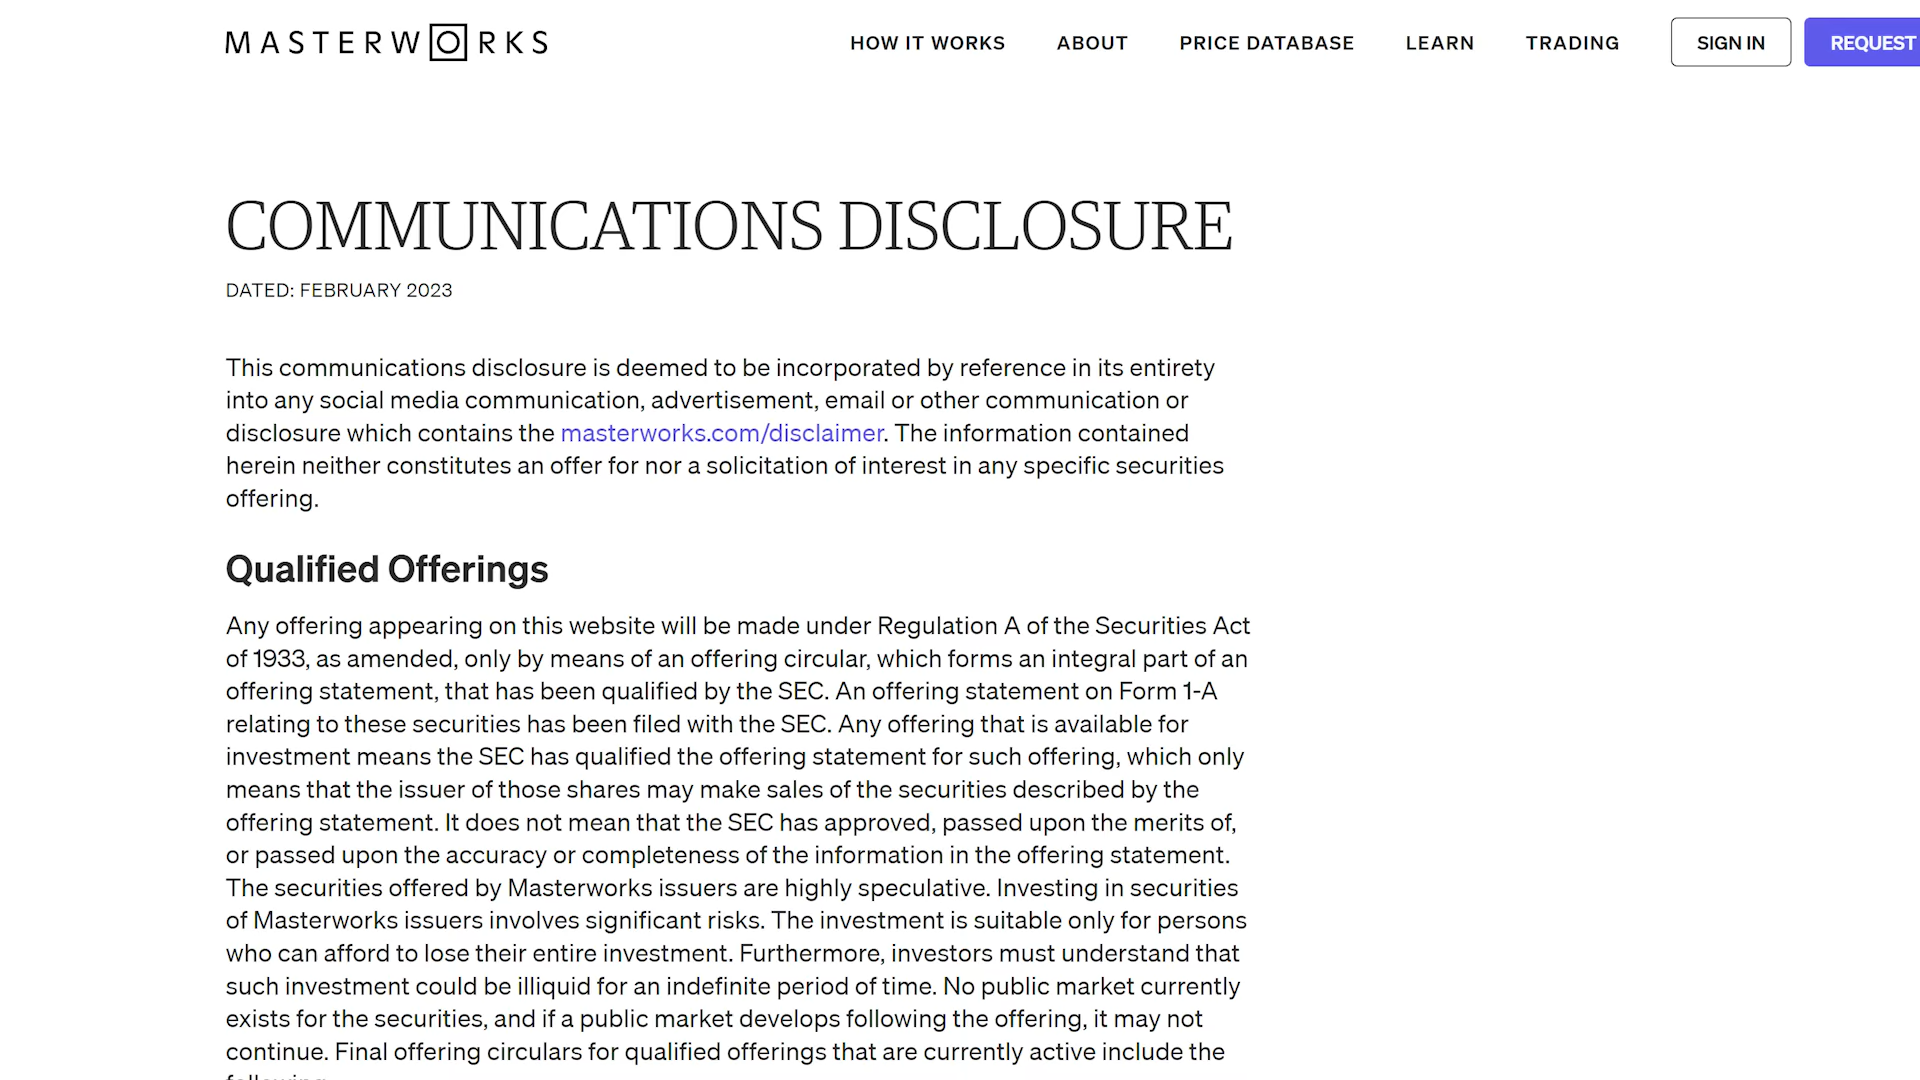 MASTERWORKS
HOW IT WORKS
ABOUT
PRICE DATABASE
LEARN
TRADING
SIGN IN
REQUEST
COMMUNICATIONS DISCLOSURE
DATED: FEBRUARY 2023
This communications disclosure is deemed to be incorporated by reference in its entirety
into any social media communication, advertisement, email or other communication or
disclosure which contains the masterworks.com/disclaimer. The information contained
herein neither constitutes an offer for nor a solicitation of interest in any specific securities
offering.
Qualified Offerings
Any offering appearing on this website will be made under Regulation A of the Securities Act
of 1933, as amended, only by means of an offering circular, which forms an integral part of an
offering statement, that has been qualified by the SEC. An offering statement on Form 1-A
relating to these securities has been filed with the SEC. Any offering that is available for
investment means the SEC has qualified the offering statement for such offering, which only
means that the issuer of those shares may make sales of the securities described by the
offering statement. It does not mean that the SEC has approved, passed upon the merits of,
or passed upon the accuracy or completeness of the information in the offering statement.
The securities offered by Masterworks issuers are highly speculative. Investing in securities
of Masterworks issuers involves significant risks. The investment is suitable only for persons
who can afford to lose their entire investment. Furthermore, investors must understand that
such investment could be illiquid for an indefinite period of time. No public market currently
exists for the securities, and if a public market develops following the offering, it may not
continue. Final offering circulars for qualified offerings that are currently active include the